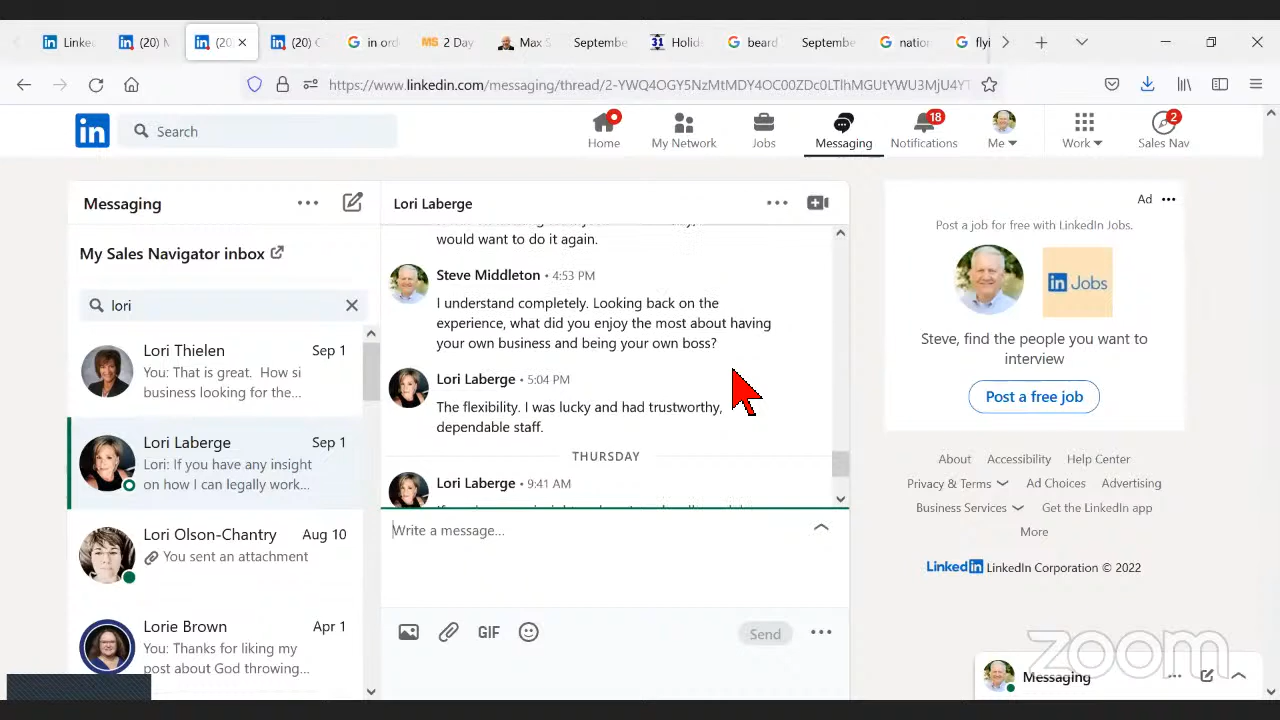 Linke
(20) M
(20
(20) C
in ord
MS 2 Day
Max S
Septembe
31 Holid
beard
Septembe
natio
flyi
https://www.linkedin.com/messaging/thread/2-YWQ4OGY5NzMtMDY4OC00ZDc0LTlhMGUtYWU3MjU4YT
in Search
Home
My Network
Jobs
Messaging
18
Notifications
Me
Work
2
Sales Nav
Messaging
My Sales Navigator inbox
lori
Lori Thielen Sep 1
You: That is great. How si
business looking for the...
Lori Laberge Sep 1
Lori: If you have any insight
on how I can legally work...
Lori Olson-Chantry Aug 10
You sent an attachment
Lorie Brown Apr 1
You: Thanks for liking my
post about God throwing...
Lori Laberge
would want to do it again.
Steve Middleton • 4:53 PM
I understand completely. Looking back on the
experience, what did you enjoy the most about having
your own business and being your own boss?
Lori Laberge • 5:04 PM
The flexibility. I was lucky and had trustworthy,
dependable staff.
THURSDAY
Lori Laberge • 9:41 AM
Write a message...
GIF
Send
Ad
Post a job for free with LinkedIn Jobs.
in Jobs
Steve, find the people you want to
interview
Post a free job
About Accessibility Help Center
Privacy & Terms Ad Choices Advertising
Business Services Get the LinkedIn app
More
LinkedIn LinkedIn Corporation © 2022
zoom
Messaging